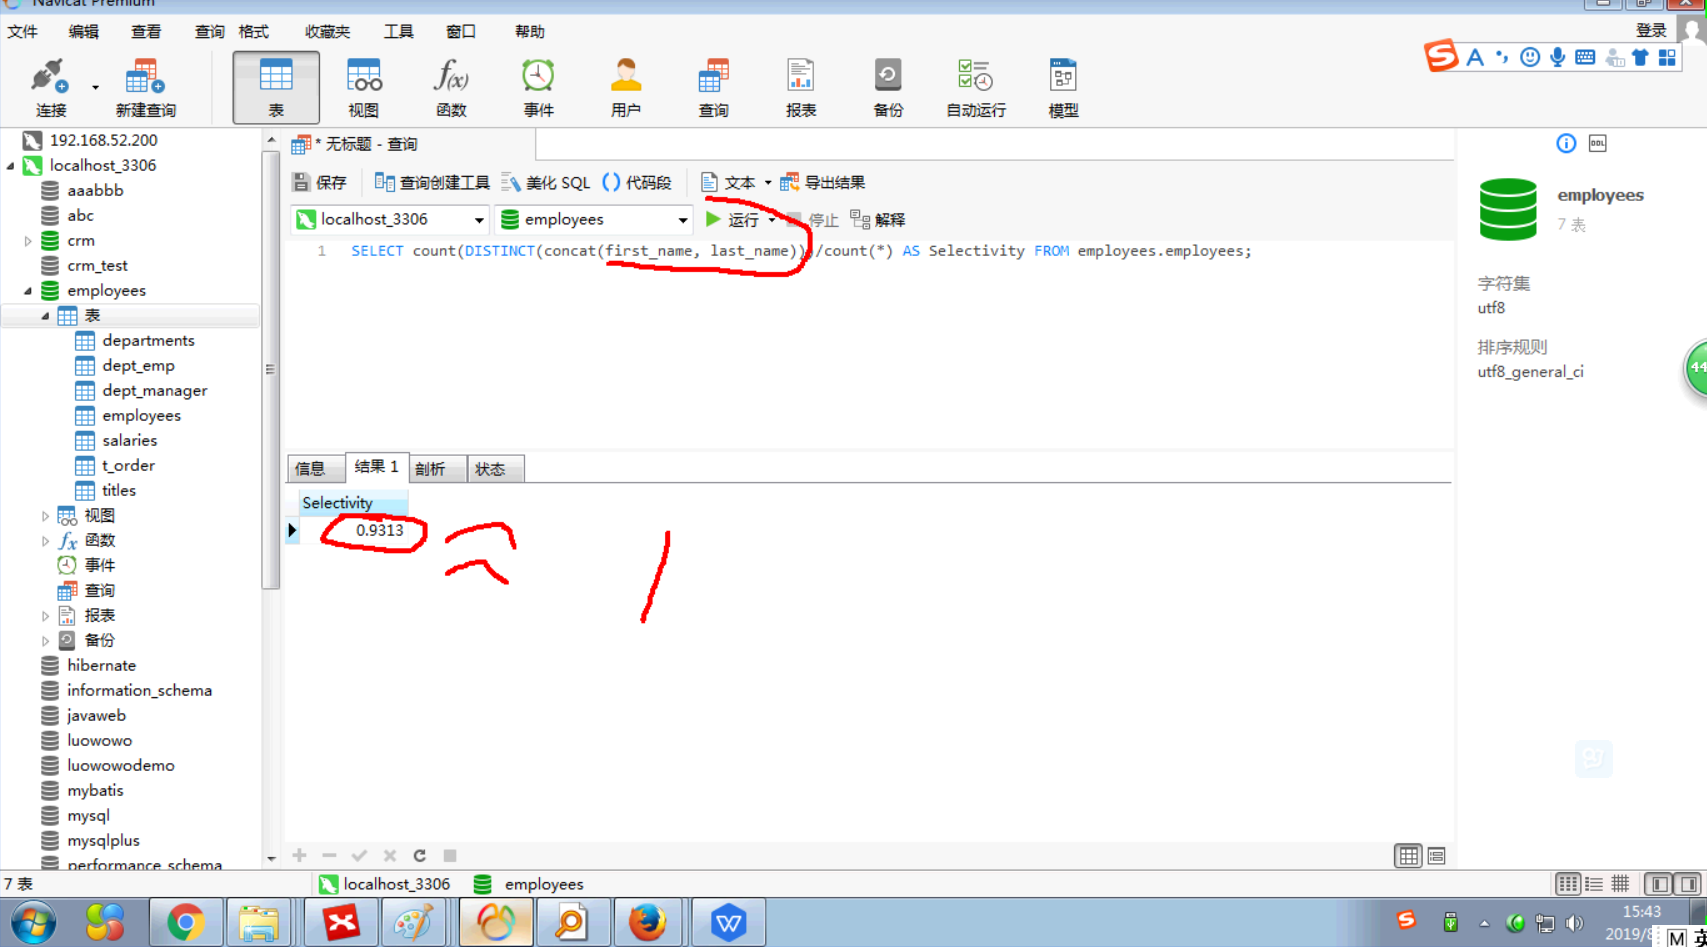 Navicat Premium
文件 编辑 查看 查询 格式 收藏夹 工具 窗口 帮助 登录
连接 新建查询 表 视图 函数 事件 用户 查询 报表 备份 自动运行 模型
192.168.52.200
localhost_3306
aaabbb
abc
crm
crm_test
employees
表
departments
dept_emp
dept_manager
employees
salaries
t_order
titles
视图
函数
事件
查询
报表
备份
hibernate
information_schema
javaweb
luowowo
luowowodemo
mybatis
mysql
mysqlplus
performance_schema
* 无标题 - 查询
保存 查询创建工具 美化 SQL () 代码段 文本 导出结果
localhost_3306 employees 运行 停止 解释
1 SELECT count(DISTINCT(concat(first_name, last_name)))/count(*) AS Selectivity FROM employees.employees;
信息 结果 1 剖析 状态
Selectivity
0.9313
≈ 1
DDL
employees
7 表
字符集
utf8
排序规则
utf8_general_ci
44
7 表 localhost_3306 employees
15:43
M 英